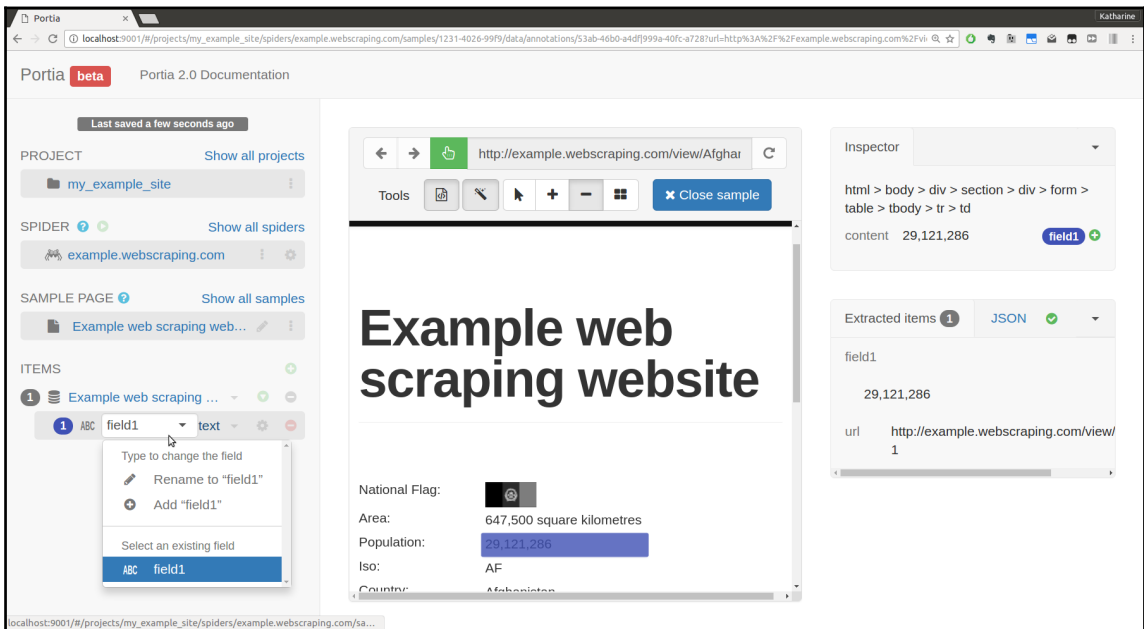 Portia
Katharine
localhost:9001/#/projects/my_example_site/spiders/example.webscraping.com/samples/1231-4026-99f9/data/annotations/53ab-46b0-a4df|999a-40fc-a728?url=http%3A%2F%2Fexample.webscraping.com%2Fvi
Portia beta Portia 2.0 Documentation
Last saved a few seconds ago
PROJECT Show all projects
my_example_site
SPIDER Show all spiders
example.webscraping.com
SAMPLE PAGE Show all samples
Example web scraping web…
ITEMS
1 Example web scraping …
1 ABC field1 text
Type to change the field
Rename to “field1”
Add “field1”
Select an existing field
ABC field1
localhost:9001/#/projects/my_example_site/spiders/example.webscraping.com/sa...
http://example.webscraping.com/view/Afghar
Tools Close sample
Example web
scraping website
National Flag:
Area: 647,500 square kilometres
Population: 29,121,286
Iso: AF
Country: Afghanistan
Inspector
html > body > div > section > div > form >
table > tbody > tr > td
content 29,121,286 field1
Extracted items 1 JSON
field1
29,121,286
url http://example.webscraping.com/view/
1